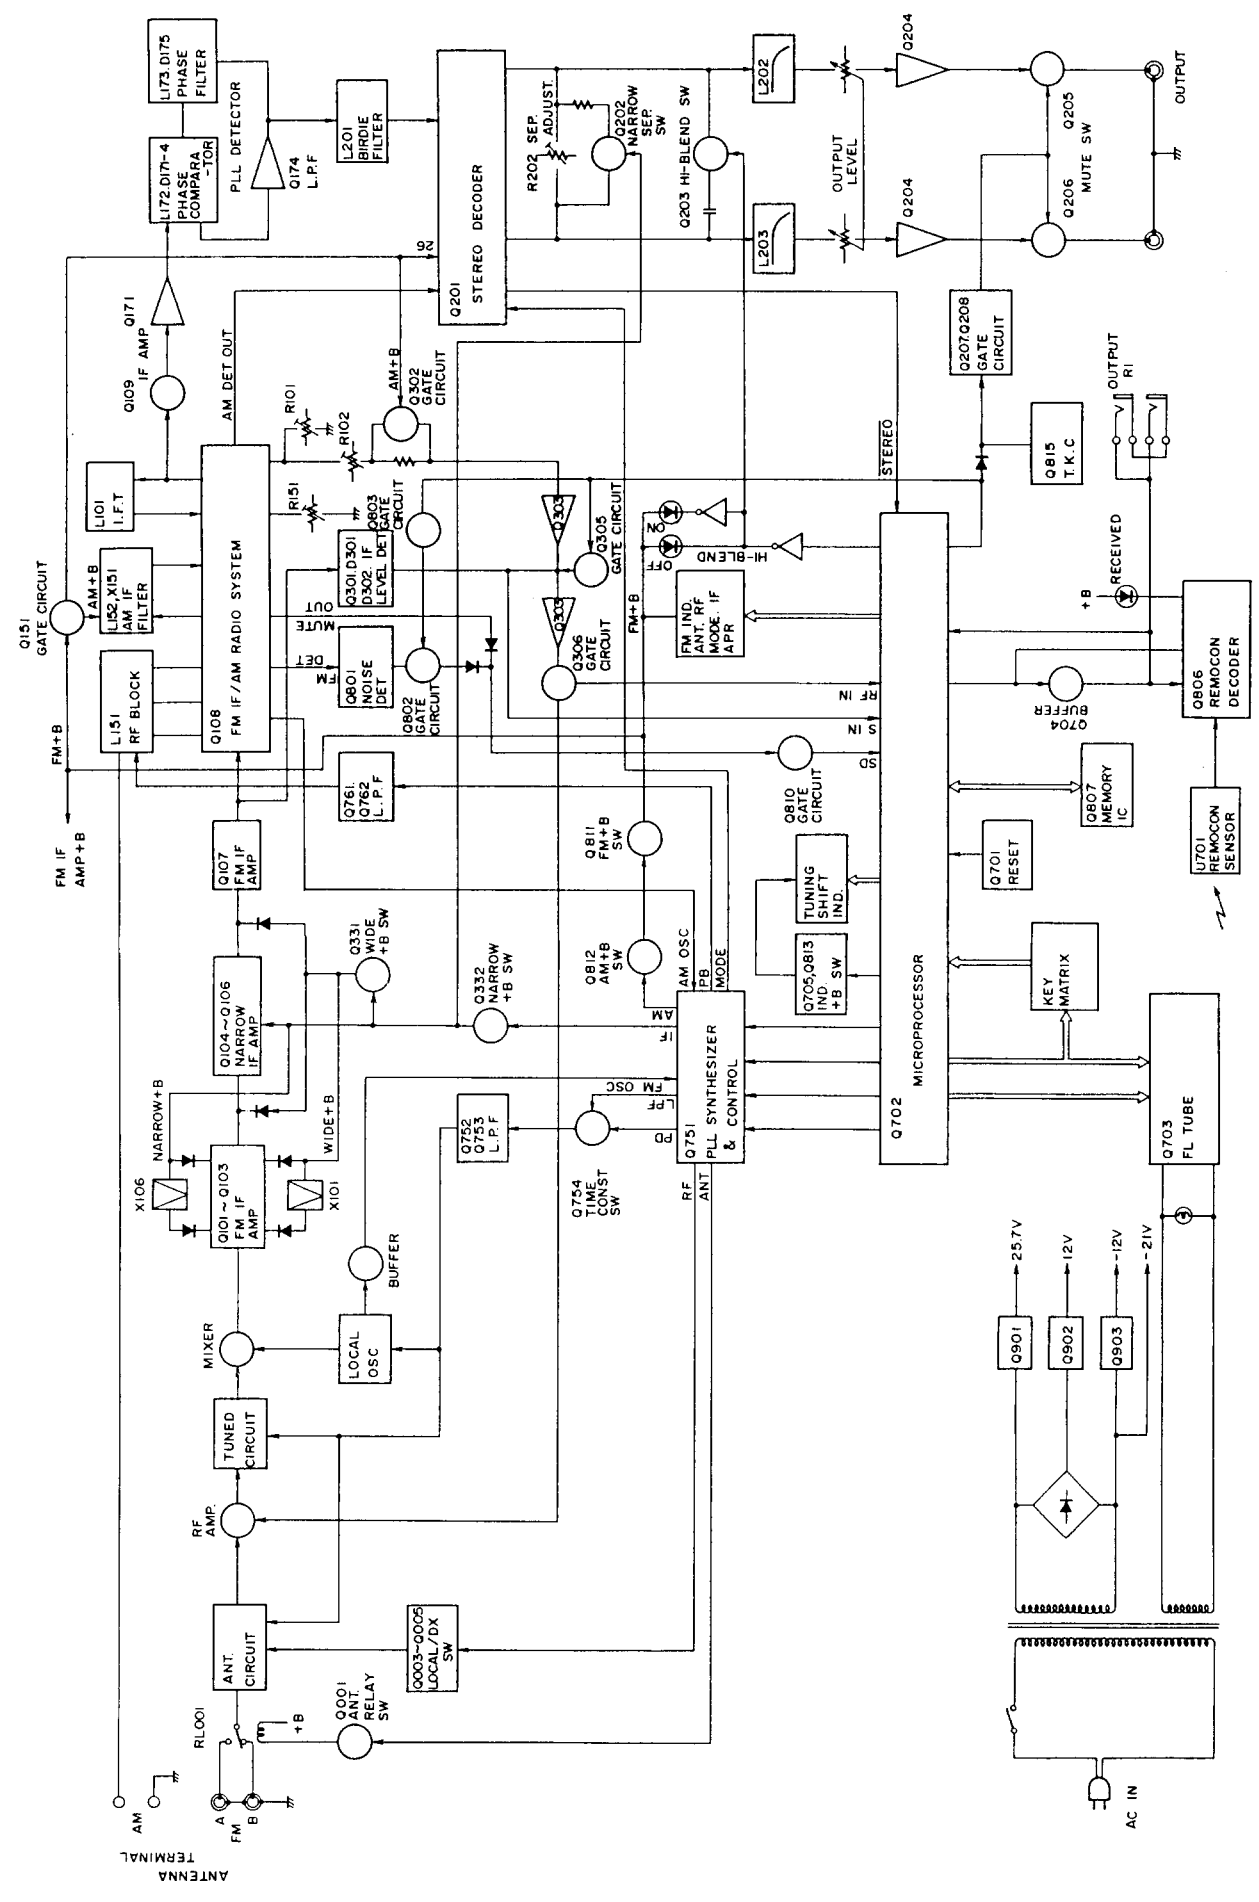 ANTENNA
TERMINAL
AM
FM
A
B
RL001
+B
Q001
ANT.
RELAY
SW
ANT.
CIRCUIT
Q003~Q005
LOCAL/DX
SW
RF
AMP.
TUNED
CIRCUIT
MIXER
LOCAL
OSC
BUFFER
X106
NARROW+B
Q101~Q103
FM IF
AMP
X101
WIDE+B
Q104~Q106
NARROW
IF AMP
Q331
WIDE
+B SW
Q332
NARROW
+B SW
Q107
FM IF
AMP
FM IF
AMP+B
FM+B
Q151
GATE CIRCUIT
AM+B
L151
RF BLOCK
L152,X151
AM IF
FILTER
L101
I.F.T
Q108
FM IF/AM RADIO SYSTEM
Q109
IF AMP
Q171
L172.D171-4
PHASE
COMPARA
-TOR
L173.D175
PHASE
FILTER
PLL DETECTOR
Q174
L.P.F
L201
BIRDIE
FILTER
AM DET OUT
26
Q201
STEREO DECODER
R101
R102
R151
AM+B
Q302
GATE
CIRCUIT
Q803
GATE
CIRCUIT
Q301.D301
D302. IF
LEVEL DET
MUTE
OUT
FM
DET
Q801
NOISE
DET
Q802
GATE
CIRCUIT
Q761.
Q762
L.P.F
Q303
Q303
Q305
GATE CIRCUIT
Q306
GATE
CIRCUIT
R202 SEP.
ADJUST.
Q202
NARROW
SEP.
SW
Q203 HI-BLEND SW
L202
L203
OUTPUT
LEVEL
Q204
Q204
Q205
Q206
MUTE SW
OUTPUT
Q207.Q208
GATE
CIRCUIT
Q815
T.K.C
STEREO
FM+B
ON
OFF
HI-BLEND
FM IND.
ANT. RF
MODE. IF
APR
RF IN
S IN
SD
Q810
GATE
CIRCUIT
Q811
FM+B
SW
Q812
AM+B
SW
TUNING
SHIFT
IND.
Q705,Q813
IND.
+B SW
AM OSC
PB
MODE
AM
IF
FM OSC
LPF
PD
RF
ANT
Q751
PLL SYNTHESIZER
& CONTROL
Q752
Q753
L.P.F
Q754
TIME
CONST
SW
Q702
MICROPROCESSOR
OUTPUT
R1
RECEIVED
+B
Q704
BUFFER
Q806
REMOCON
DECODER
U701
REMOCON
SENSOR
Q807
MEMORY
IC
Q701
RESET
KEY
MATRIX
Q703
FL TUBE
Q901
Q902
Q903
25.7V
12V
-12V
-21V
AC IN